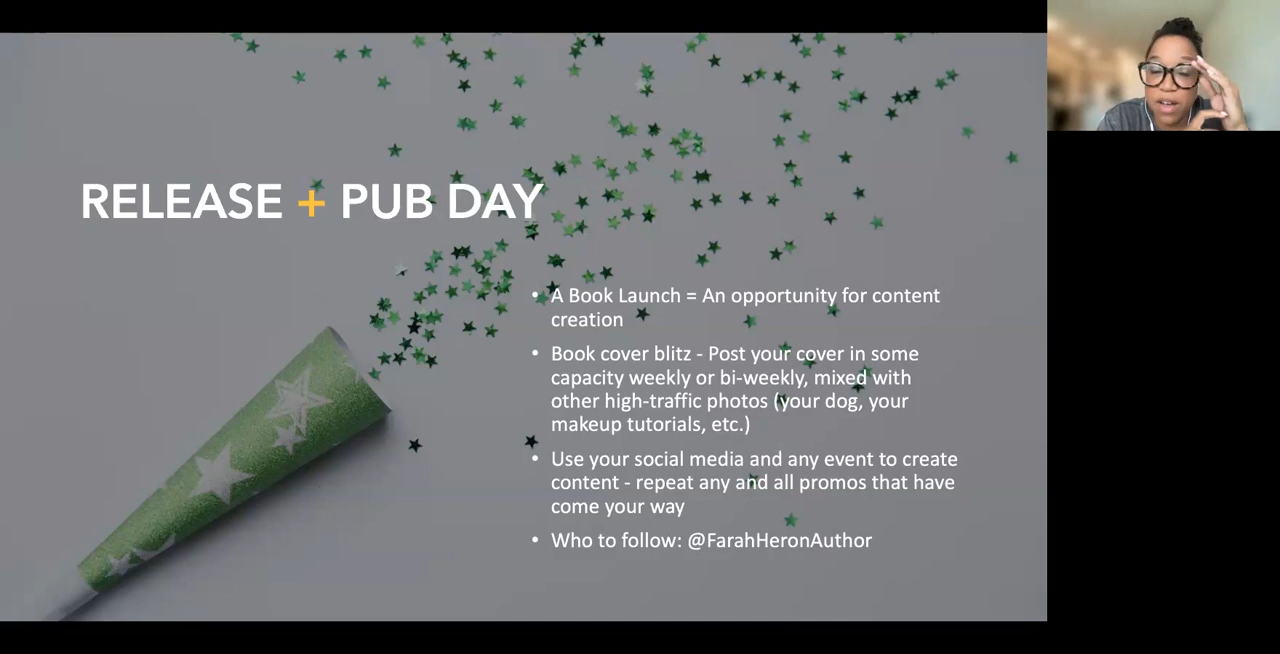 RELEASE + PUB DAY
• A Book Launch = An opportunity for content
creation
• Book cover blitz - Post your cover in some
capacity weekly or bi-weekly, mixed with
other high-traffic photos (your dog, your
makeup tutorials, etc.)
• Use your social media and any event to create
content - repeat any and all promos that have
come your way
• Who to follow: @FarahHeronAuthor